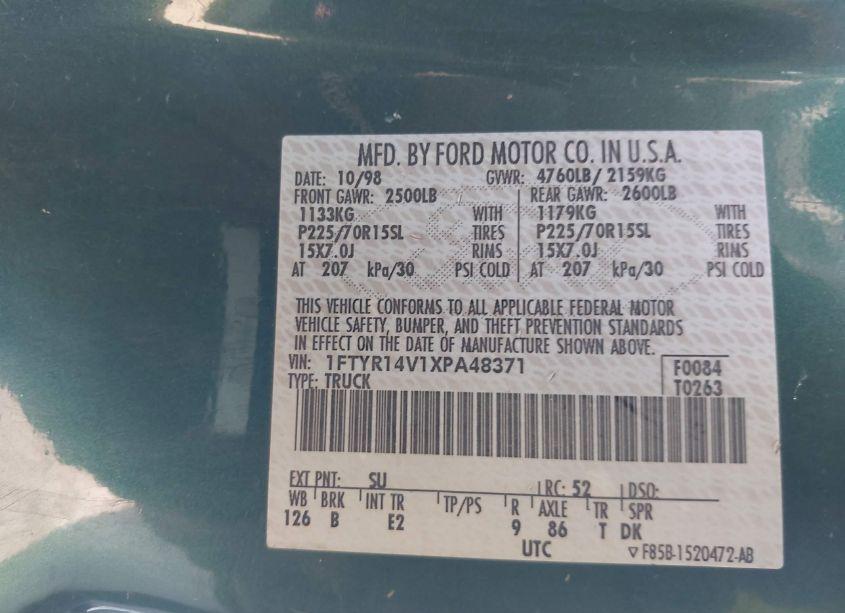 MFD. BY FORD MOTOR CO. IN U.S.A.
DATE: 10/98 GVWR: 4760LB/ 2159KG
FRONT GAWR: 2500LB REAR GAWR: 2600LB
1133KG WITH 1179KG WITH
P225/70R15SL TIRES P225/70R15SL TIRES
15X7.0J RIMS 15X7.0J RIMS
AT 207 kPa/30 PSI COLD AT 207 kPa/30 PSI COLD
THIS VEHICLE CONFORMS TO ALL APPLICABLE FEDERAL MOTOR
VEHICLE SAFETY, BUMPER, AND THEFT PREVENTION STANDARDS
IN EFFECT ON THE DATE OF MANUFACTURE SHOWN ABOVE.
VIN: 1FTYR14V1XPA48371 F0084
TYPE: TRUCK T0263
EXT PNT: SU RC: 52 DSO:
WB BRK INT TR TP/PS R AXLE TR SPR
126 B E2 9 86 T DK
UTC ▽F85B-1520472-AB